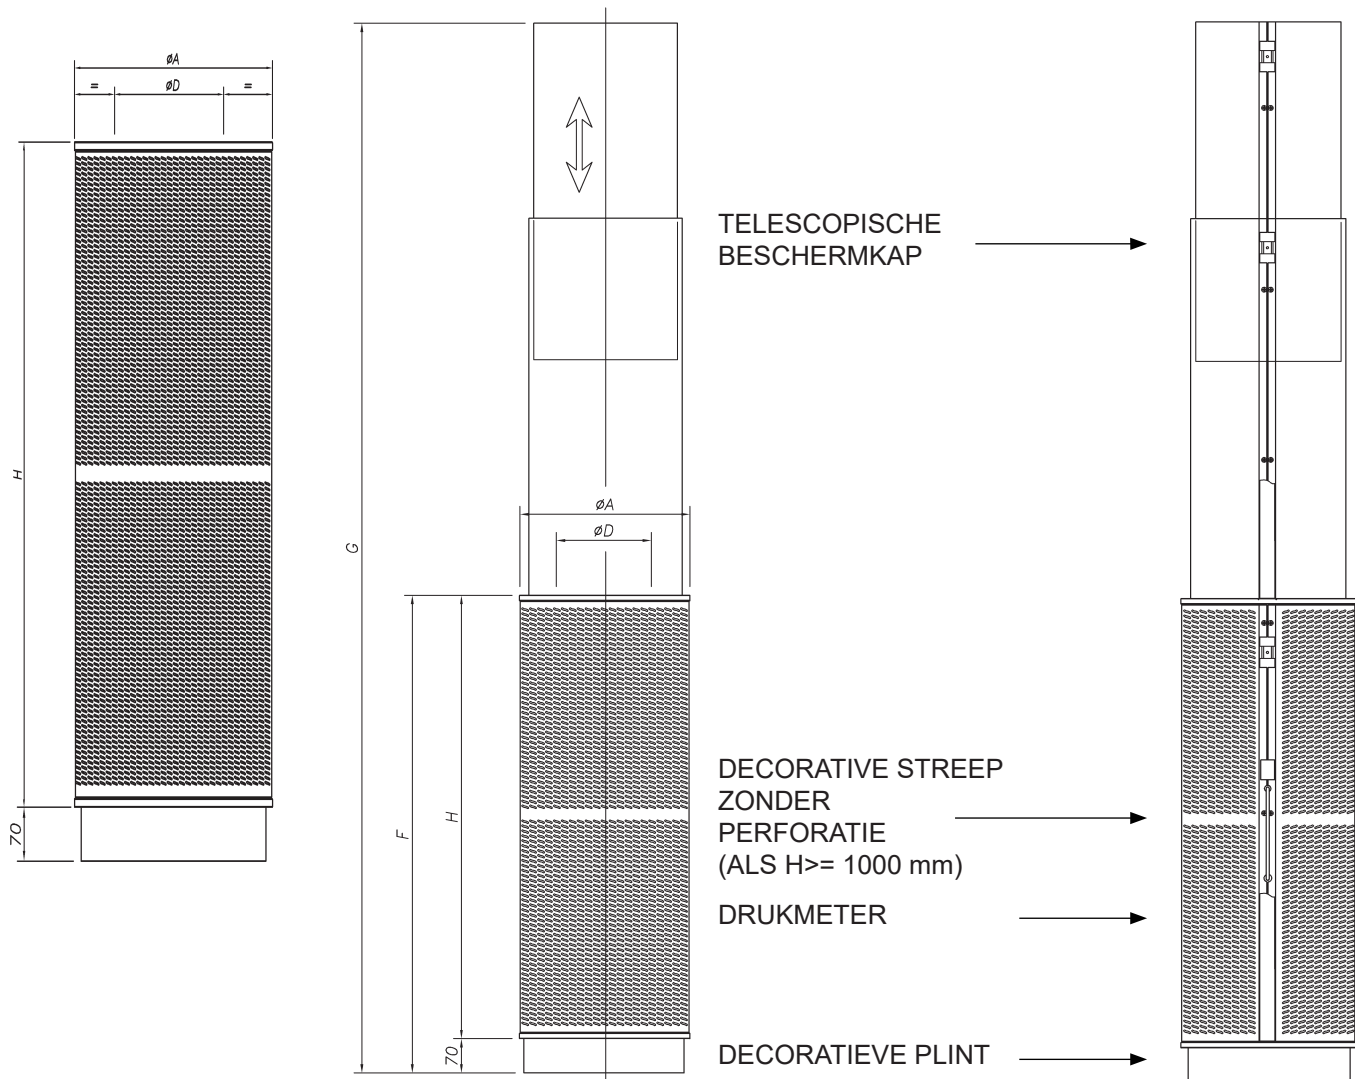 øA
= øD =
H
70
G
F
H
øA
øD
70
TELESCOPISCHE
BESCHERMKAP
DECORATIVE STREEP
ZONDER
PERFORATIE
(ALS H>= 1000 mm)
DRUKMETER
DECORATIEVE PLINT